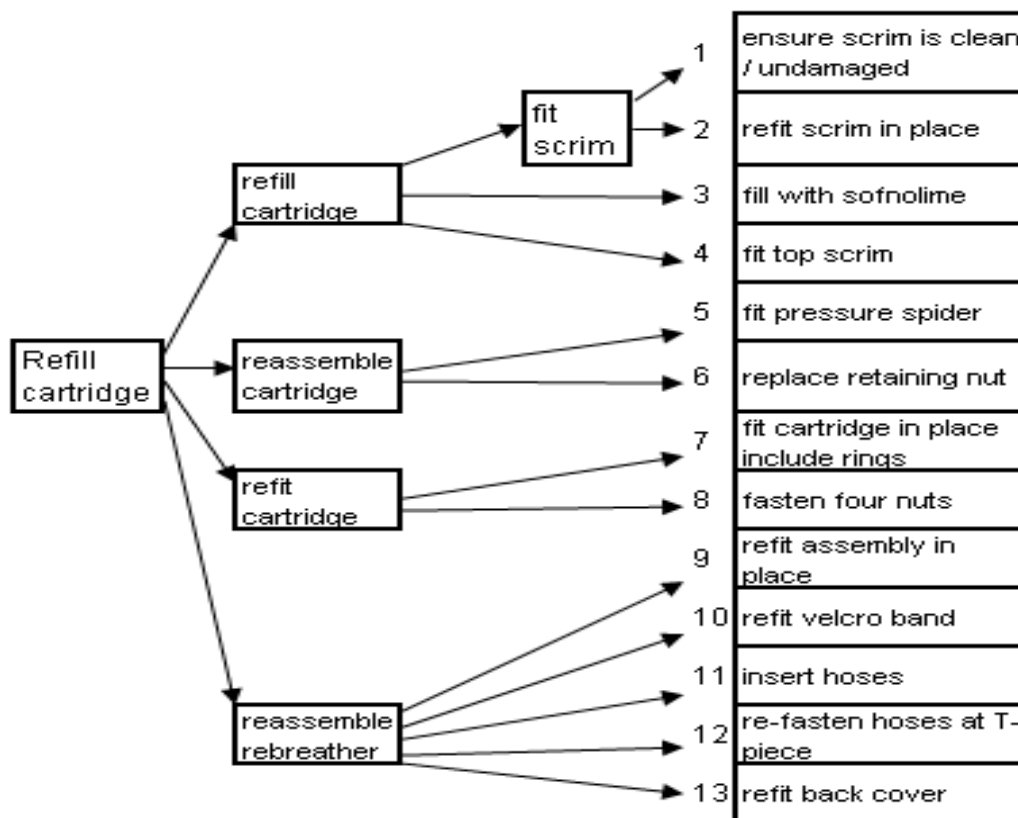 Refill
cartridge
refill
cartridge
reassemble
cartridge
refit
cartridge
reassemble
rebreather
fit
scrim
1
ensure scrim is clean
/ undamaged
2
refit scrim in place
3
fill with sofnolime
4
fit top scrim
5
fit pressure spider
6
replace retaining nut
7
fit cartridge in place
include rings
8
fasten four nuts
9
refit assembly in
place
10
refit velcro band
11
insert hoses
12
re-fasten hoses at T-
piece
13
refit back cover